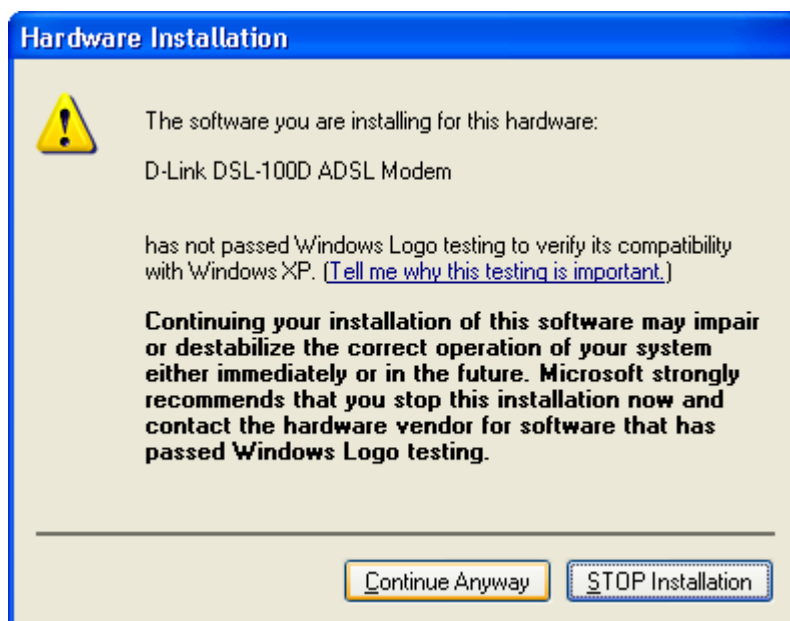 Hardware Installation
The software you are installing for this hardware:
D-Link DSL-100D ADSL Modem
has not passed Windows Logo testing to verify its compatibility
with Windows XP. (Tell me why this testing is important.)
Continuing your installation of this software may impair
or destabilize the correct operation of your system
either immediately or in the future. Microsoft strongly
recommends that you stop this installation now and
contact the hardware vendor for software that has
passed Windows Logo testing.
Continue Anyway
STOP Installation